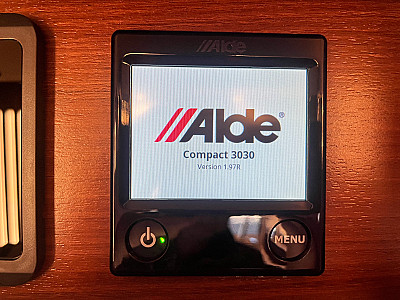 Alde
Alde®
Compact 3030
Version 1.97R
MENU